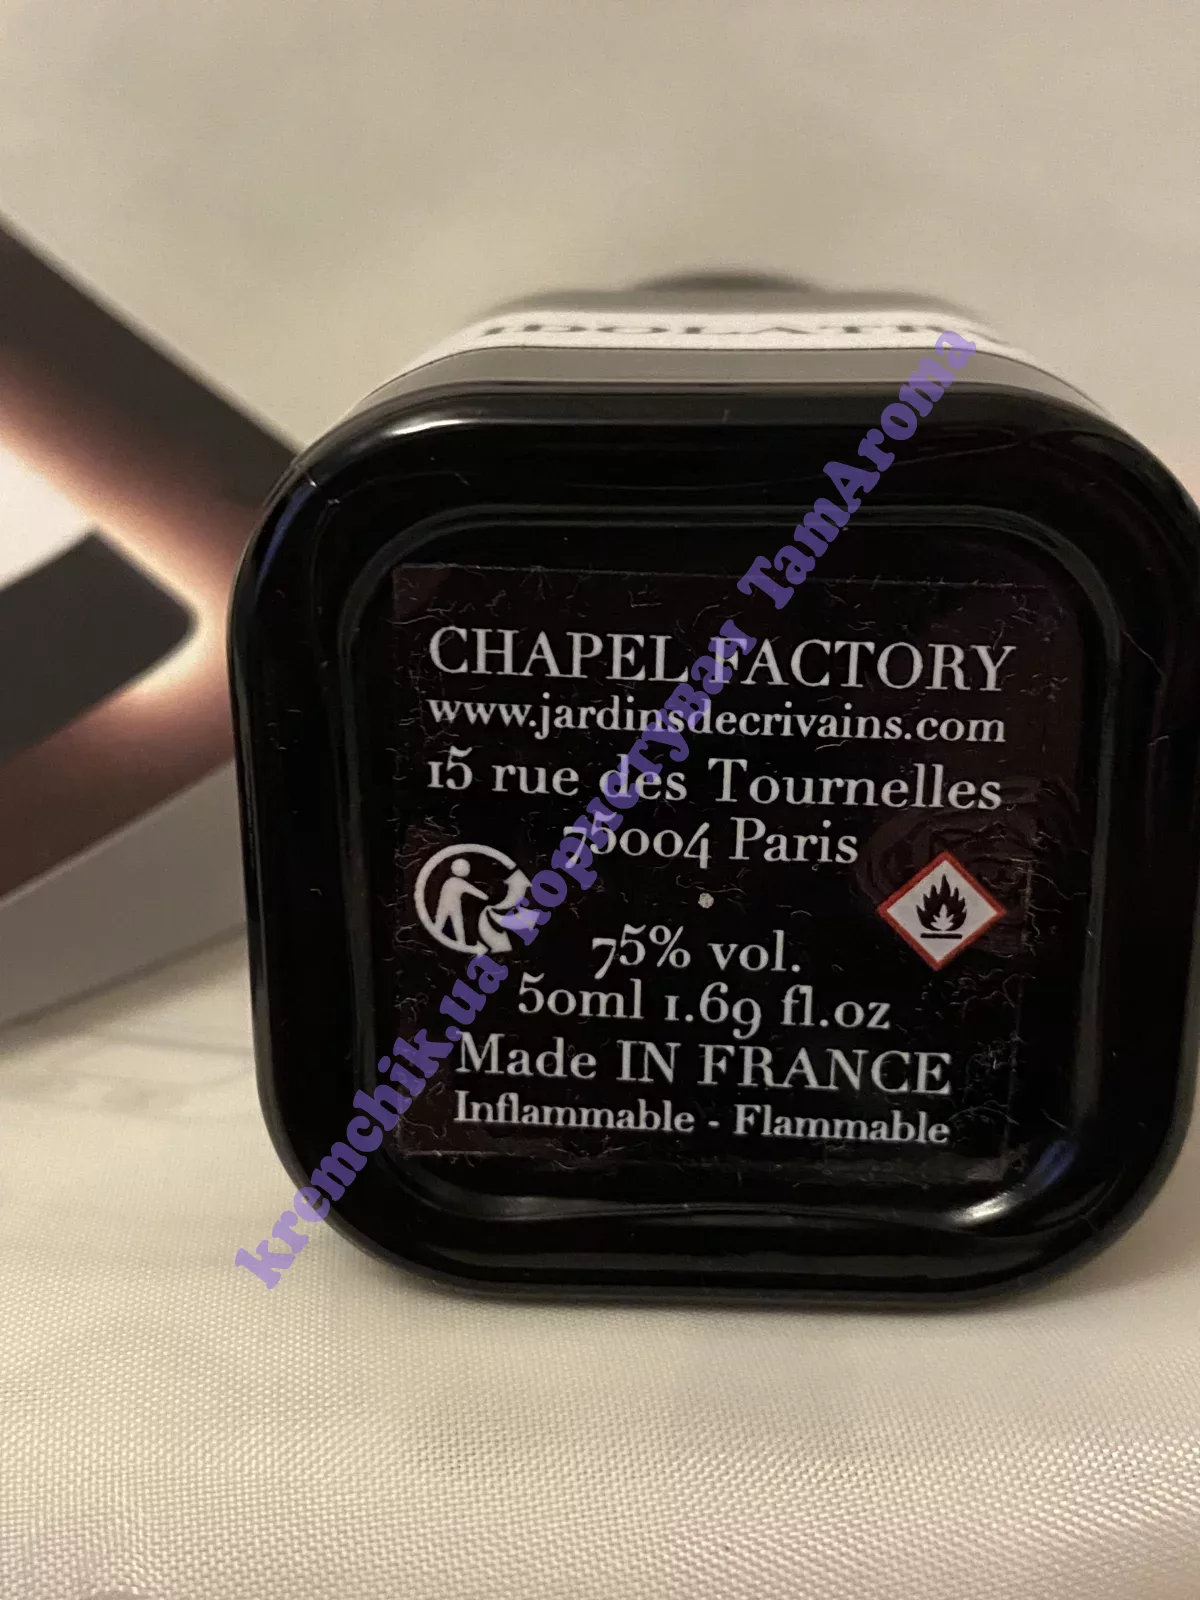 CHAPEL FACTORY
www.jardinsdecrivains.com
15 rue des Tournelles
75004 Paris
75% vol.
50ml 1.69 fl.oz
Made IN FRANCE
Inflammable - Flammable
kremchik.ua користувач TamAroma